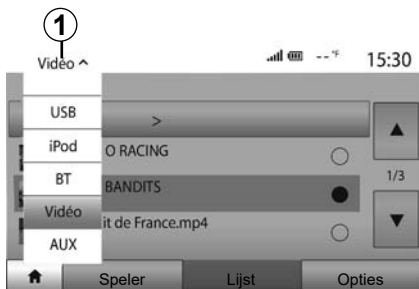 1
Vidéo ^
--°F 15:30
USB
>
iPod
O RACING
BT
BANDITS
1/3
Vidéo
it de France.mp4
AUX
Speler Lijst Opties